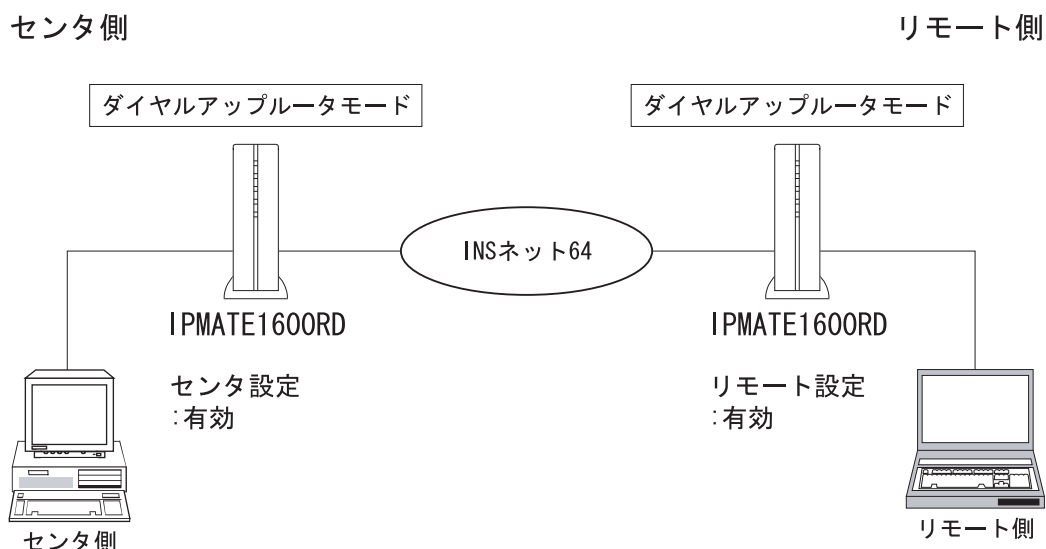 センタ側
リモート側
ダイヤルアップルータモード
ダイヤルアップルータモード
INSネット64
IPMATE1600RD
IPMATE1600RD
センタ設定
:有効
リモート設定
:有効
センタ側
リモート側